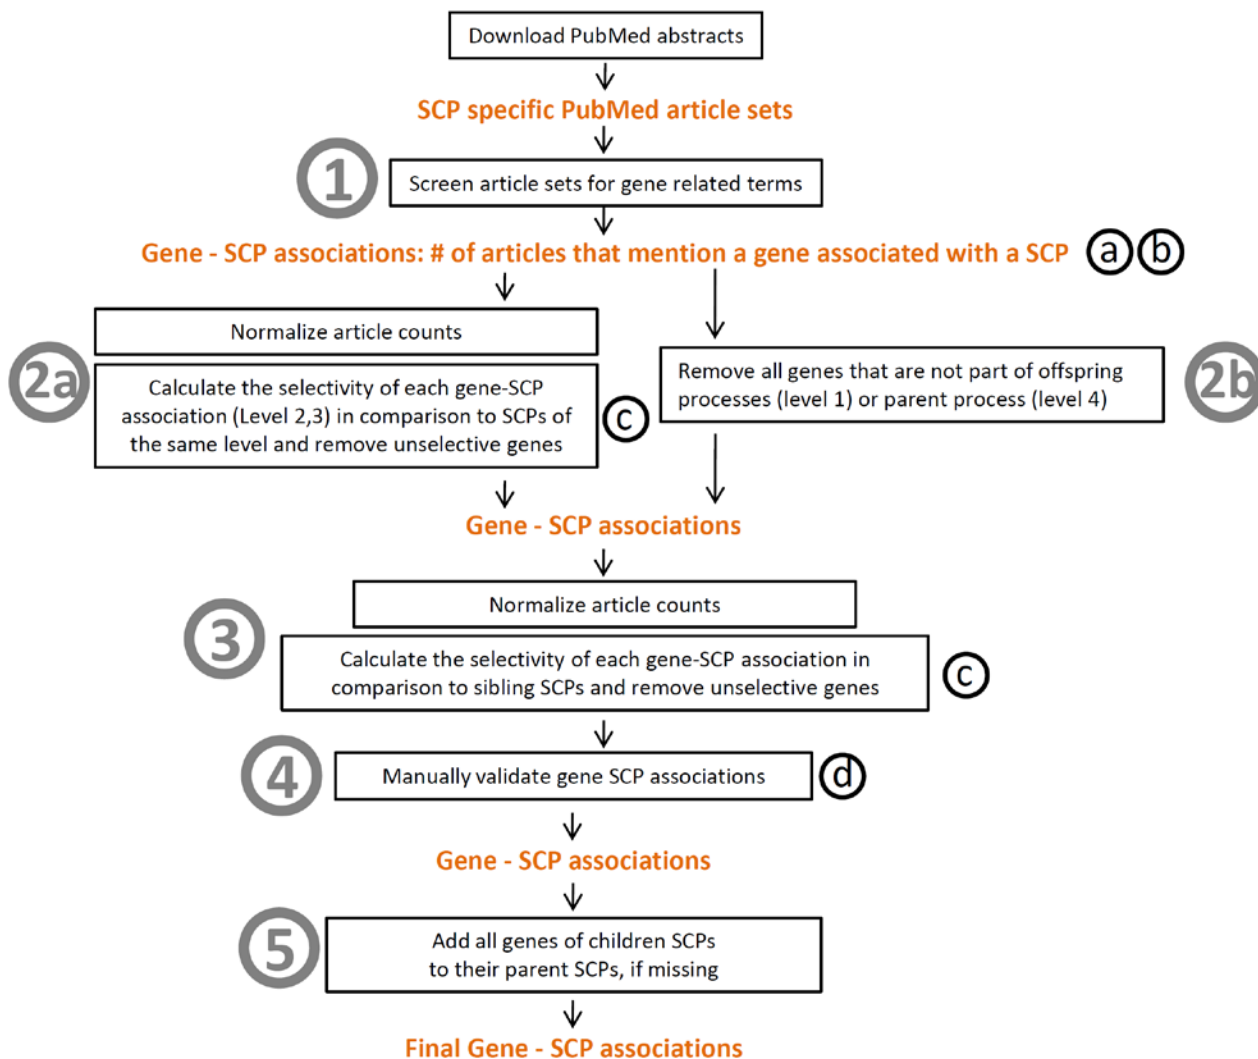 Download PubMed abstracts
SCP specific PubMed article sets
1
Screen article sets for gene related terms
Gene - SCP associations: # of articles that mention a gene associated with a SCP
a b
Normalize article counts
2a
Calculate the selectivity of each gene-SCP
association (Level 2,3) in comparison to SCPs of
the same level and remove unselective genes
c
Remove all genes that are not part of offspring
processes (level 1) or parent process (level 4)
2b
Gene - SCP associations
Normalize article counts
3
Calculate the selectivity of each gene-SCP association in
comparison to sibling SCPs and remove unselective genes
c
4
Manually validate gene SCP associations
d
Gene - SCP associations
5
Add all genes of children SCPs
to their parent SCPs, if missing
Final Gene - SCP associations